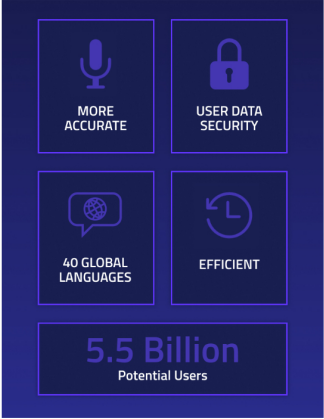 MORE
ACCURATE
USER DATA
SECURITY
40 GLOBAL
LANGUAGES
EFFICIENT
5.5 Billion
Potential Users